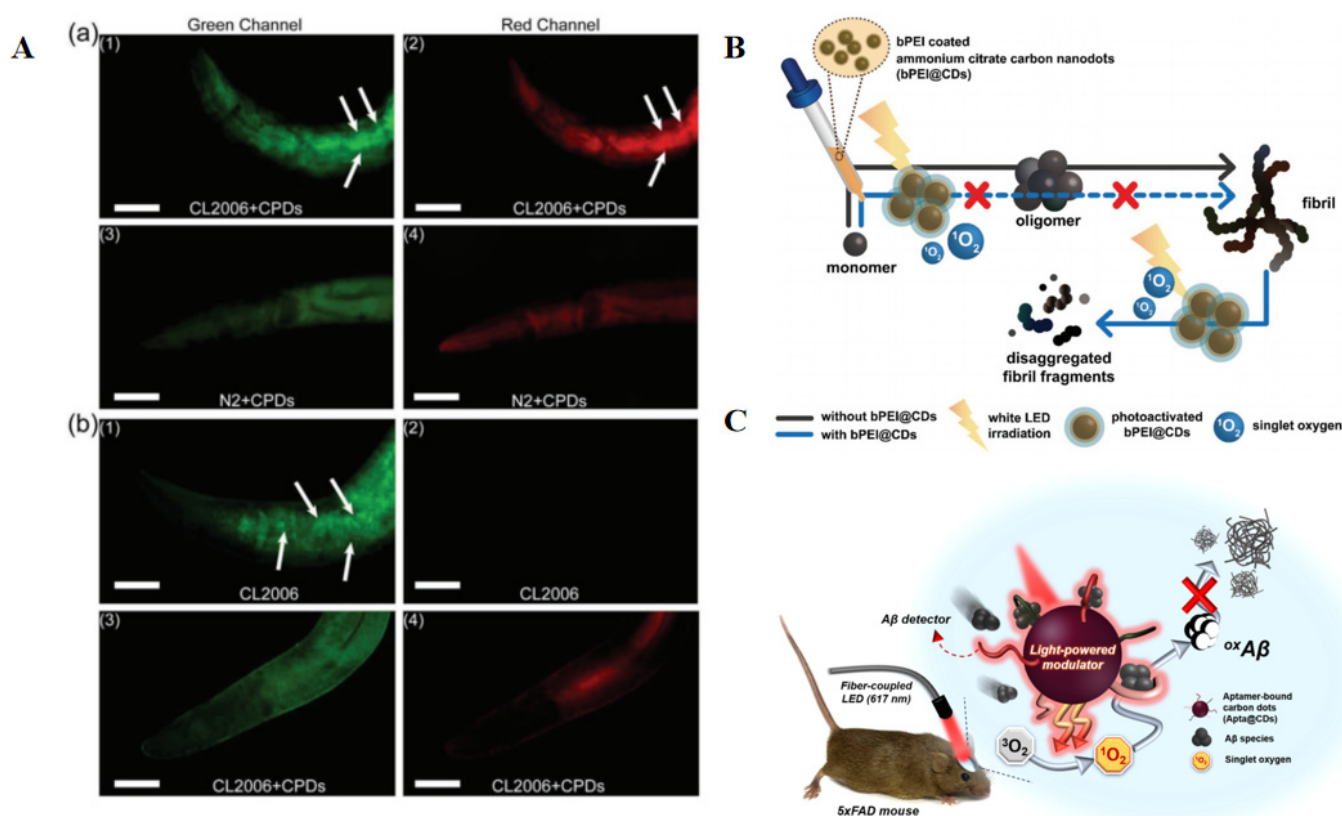 A
Green Channel
Red Channel
(a)
(1)
CL2006+CPDs
(2)
CL2006+CPDs
(3)
N2+CPDs
(4)
N2+CPDs
(b)
(1)
CL2006
(2)
CL2006
(3)
CL2006+CPDs
(4)
CL2006+CPDs
B
bPEI coated
ammonium citrate carbon nanodots
(bPEI@CDs)
monomer
¹O₂
¹O₂
oligomer
fibril
¹O₂
¹O₂
disaggregated
fibril fragments
without bPEI@CDs
with bPEI@CDs
white LED
irradiation
photoactivated
bPEI@CDs
¹O₂
singlet oxygen
C
Aβ detector
Light-powered
modulator
oxAβ
Fiber-coupled
LED (617 nm)
³O₂
¹O₂
5xFAD mouse
Aptamer-bound
carbon dots
(Apta@CDs)
Aβ species
¹O₂
Singlet oxygen